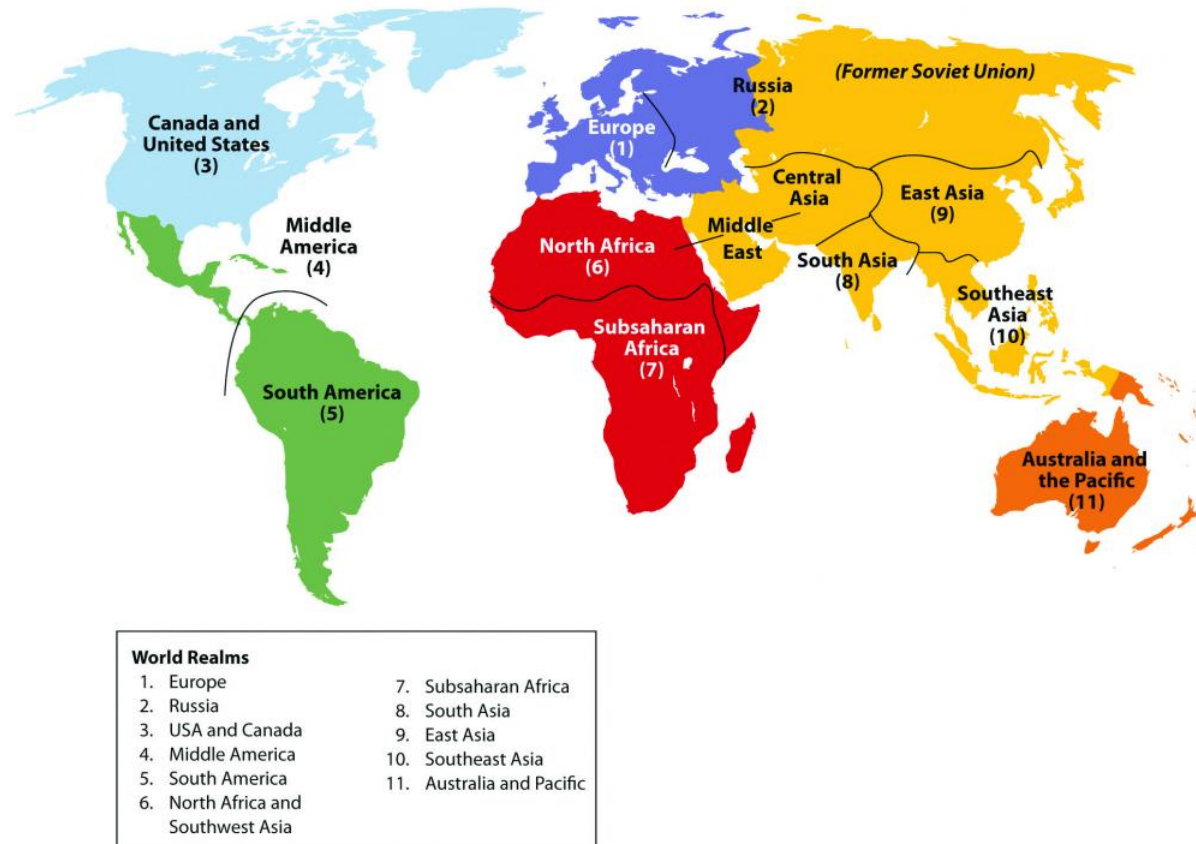 (Former Soviet Union)
Russia
(2)
Canada and
United States
(3)
Europe
(1)
Central
Asia
East Asia
(9)
Middle
America
(4)
North Africa
(6)
Middle
East
South Asia
(8)
Southeast
Asia
(10)
Subsaharan
Africa
(7)
South America
(5)
Australia and
the Pacific
(11)
World Realms
1. Europe
2. Russia
3. USA and Canada
4. Middle America
5. South America
6. North Africa and
Southwest Asia
7. Subsaharan Africa
8. South Asia
9. East Asia
10. Southeast Asia
11. Australia and Pacific